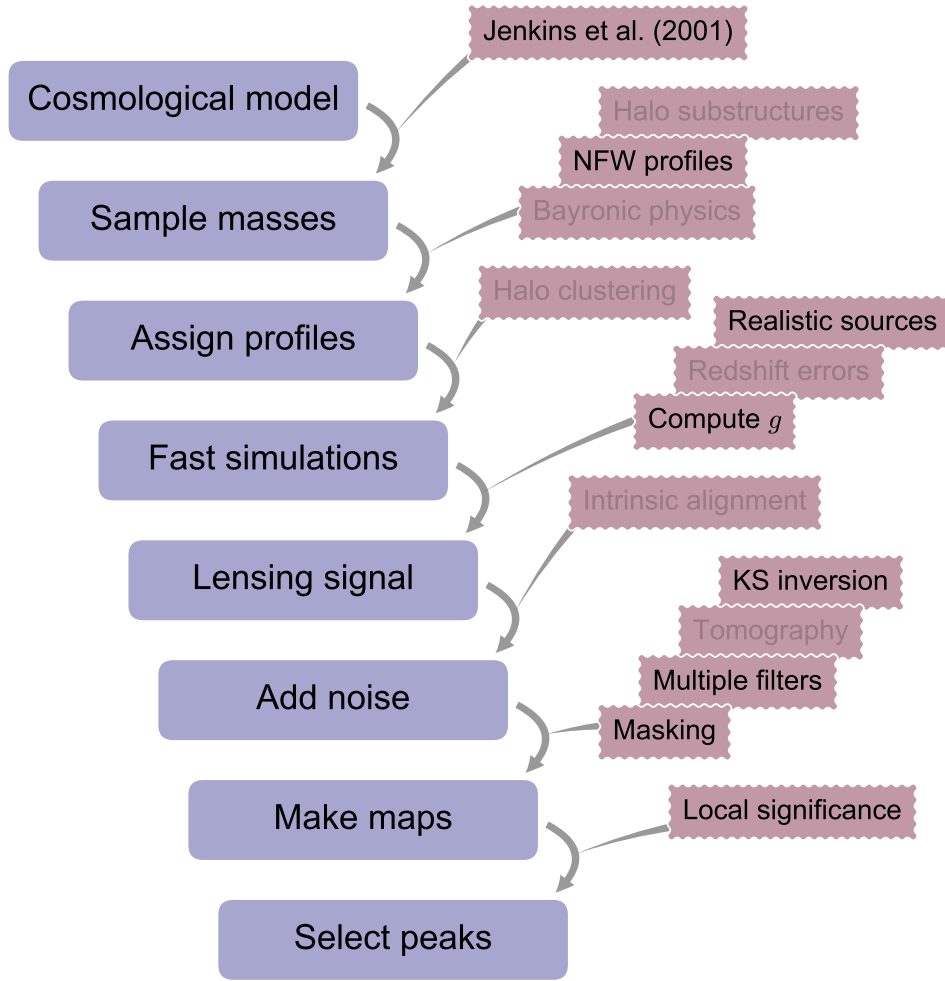 Jenkins et al. (2001)
Cosmological model
Halo substructures
NFW profiles
Sample masses
Bayronic physics
Halo clustering
Assign profiles
Realistic sources
Redshift errors
Compute g
Fast simulations
Intrinsic alignment
Lensing signal
KS inversion
Tomography
Multiple filters
Add noise
Masking
Make maps
Local significance
Select peaks